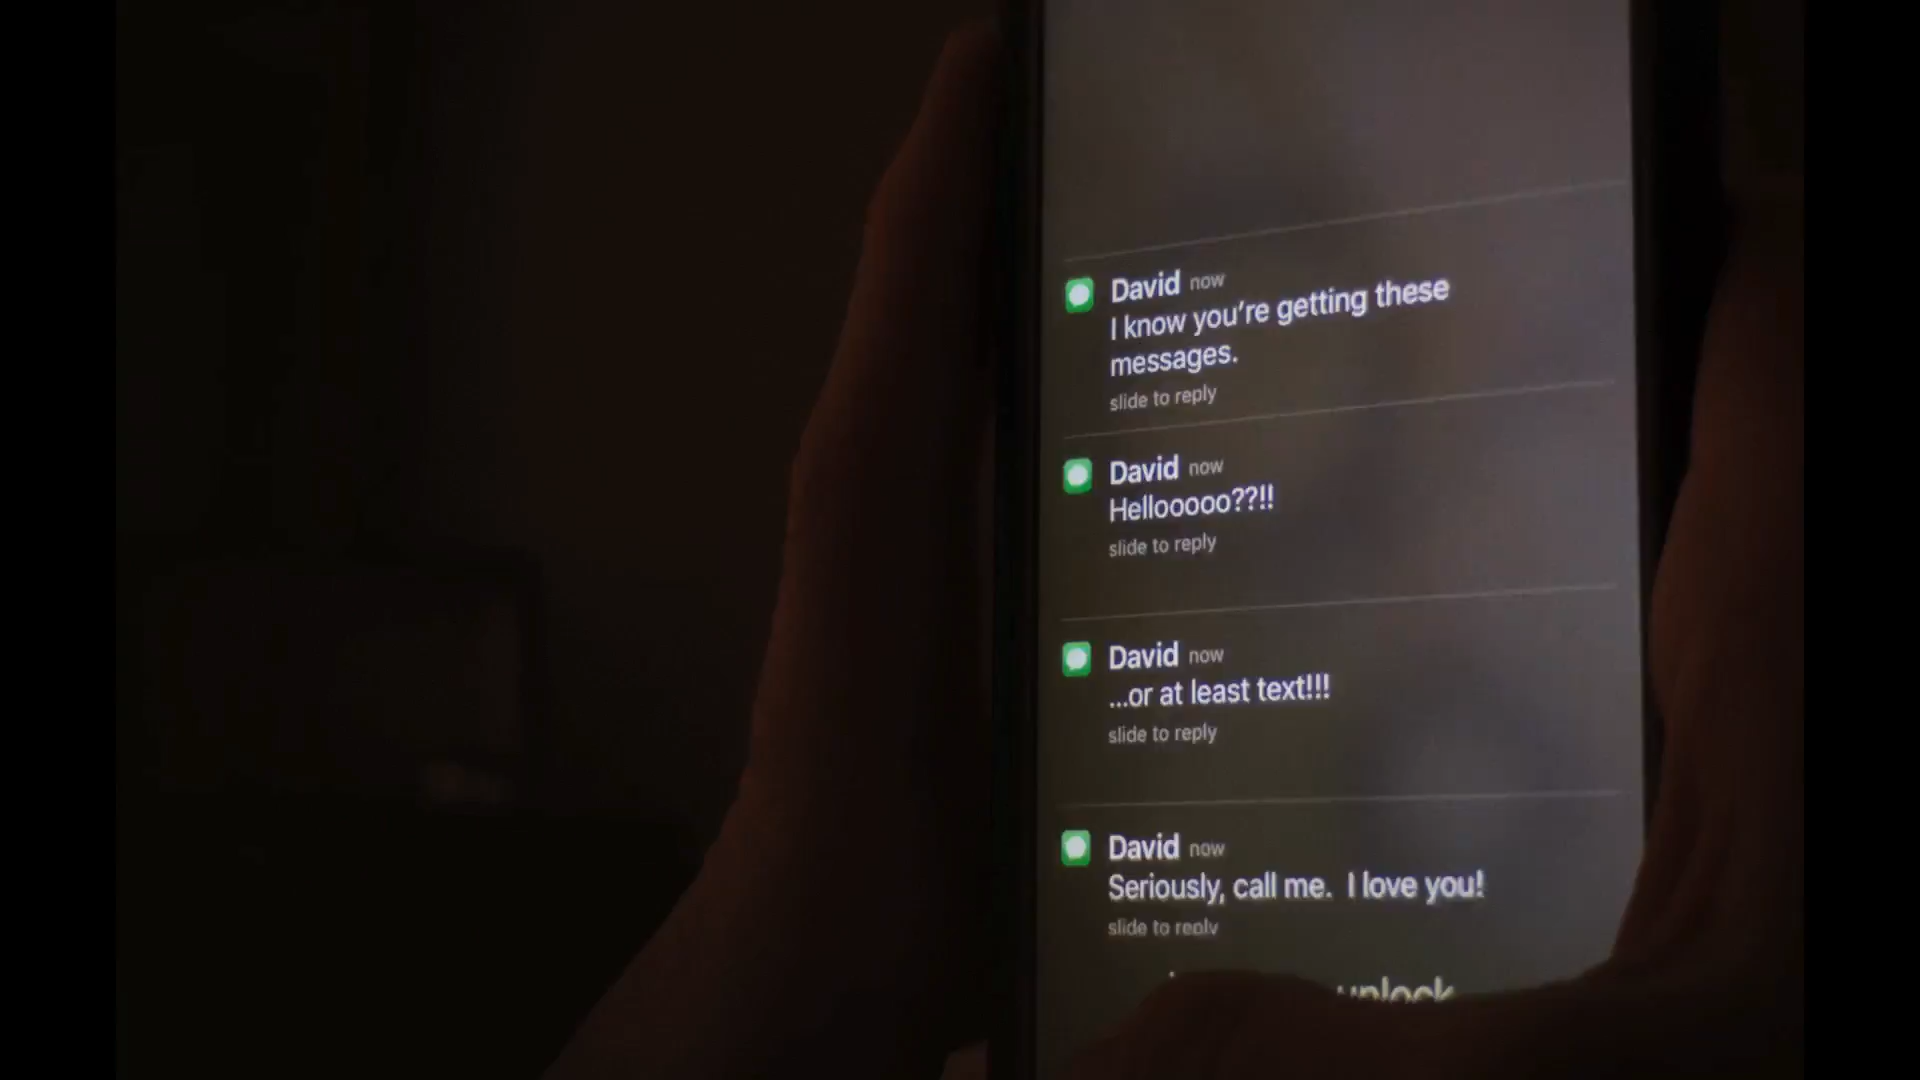 David now
I know you're getting these
messages.
slide to reply
David now
Hellooooo??!!
slide to reply
David now
...or at least text!!!
slide to reply
David now
Seriously, call me.  I love you!
slide to reply
unlock